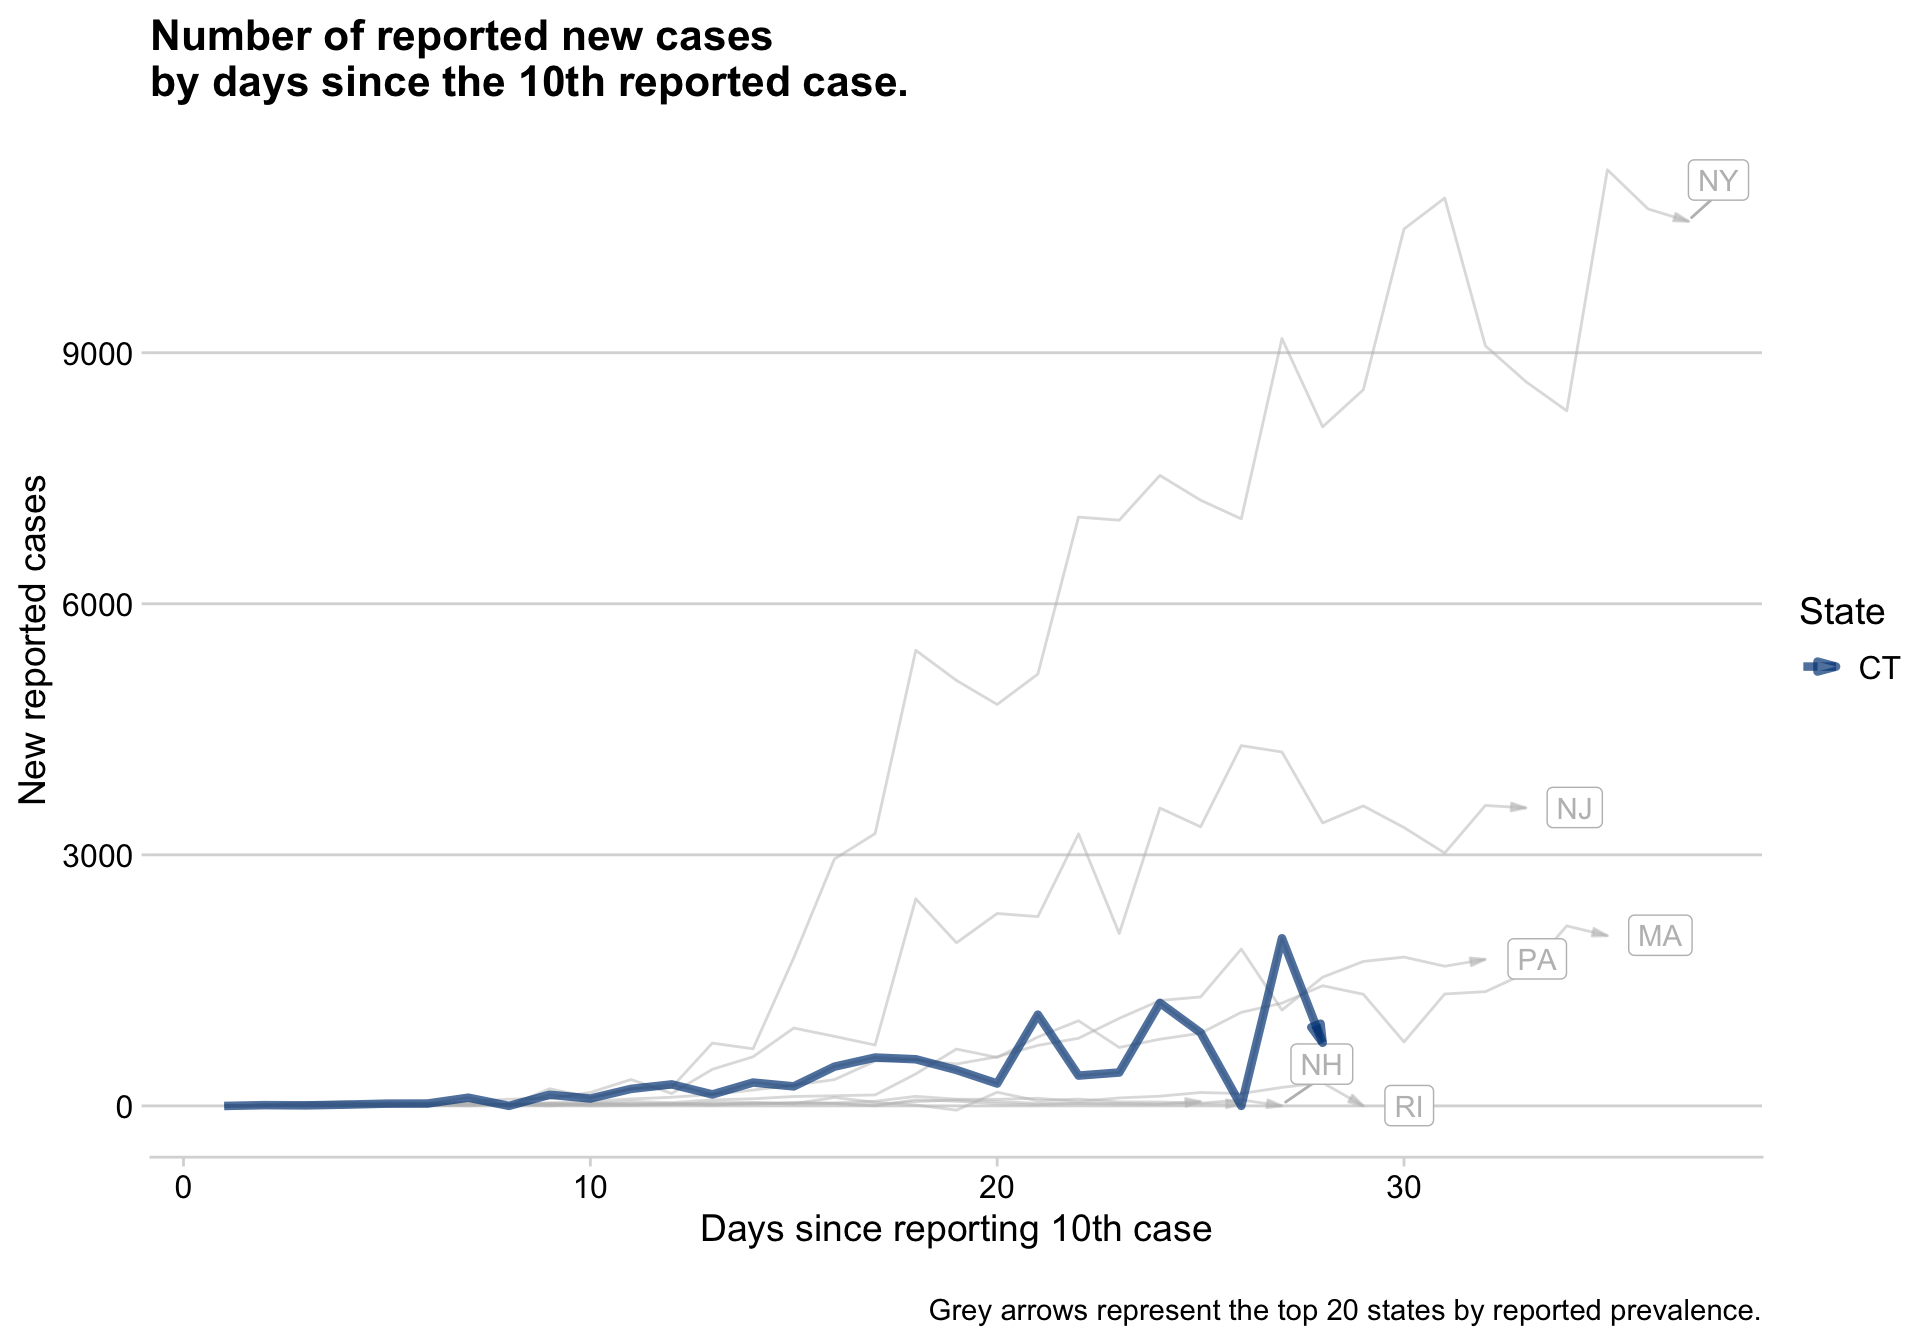 Number of reported new cases
by days since the 10th reported case.
New reported cases
9000
6000
3000
0
0
10
20
30
Days since reporting 10th case
NY
NJ
MA
PA
NH
RI
State
CT
Grey arrows represent the top 20 states by reported prevalence.